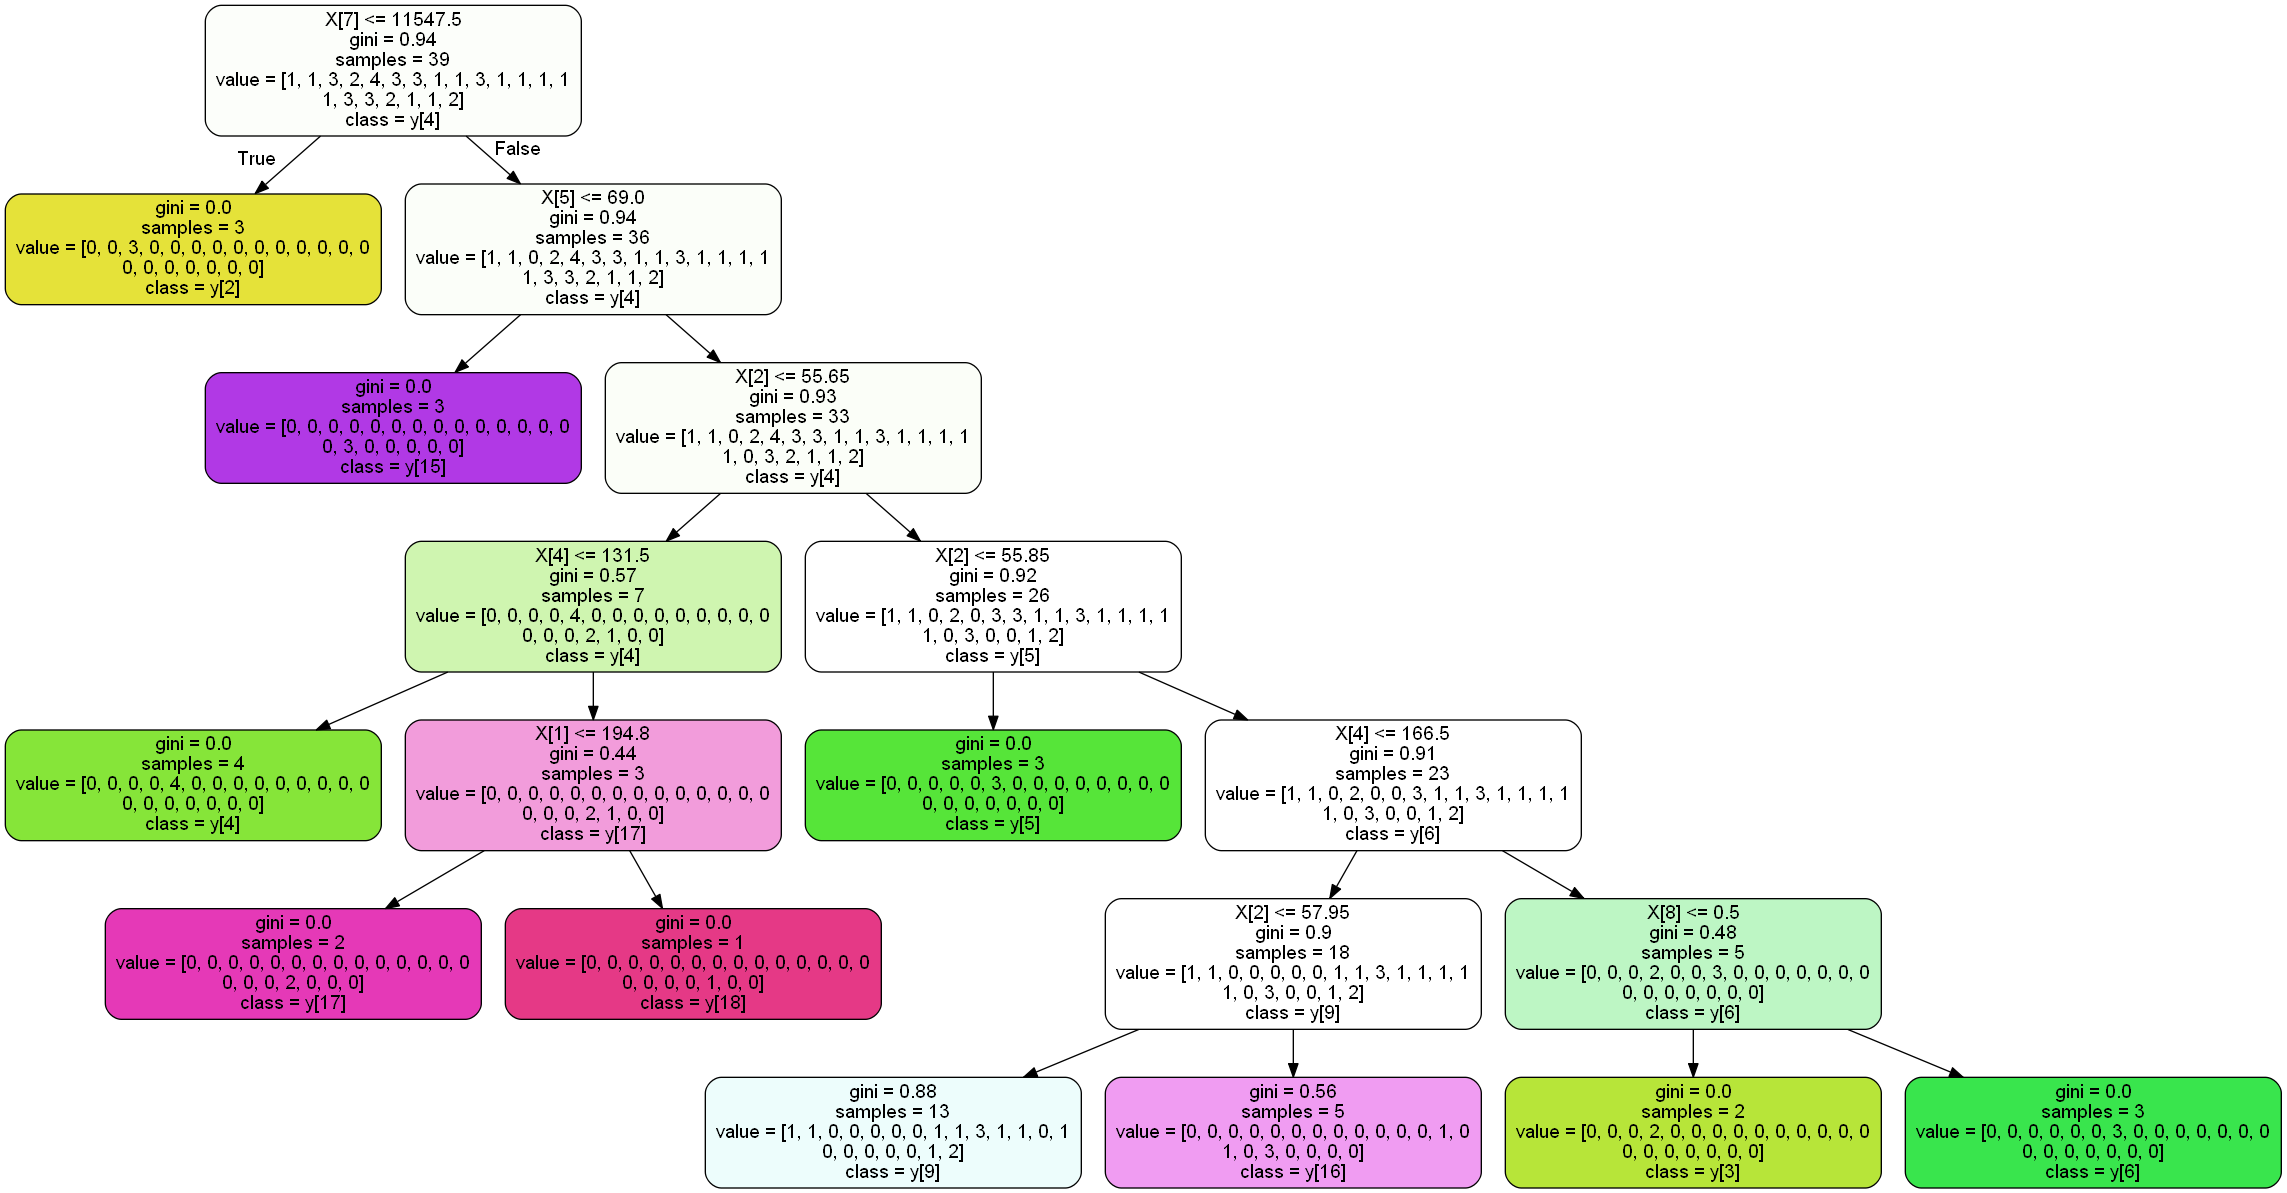 X[7] <= 11547.5
gini = 0.94
samples = 39
value = [1, 1, 3, 2, 4, 3, 3, 1, 1, 3, 1, 1, 1, 1
1, 3, 3, 2, 1, 1, 2]
class = y[4]
True
False
gini = 0.0
samples = 3
value = [0, 0, 3, 0, 0, 0, 0, 0, 0, 0, 0, 0, 0, 0
0, 0, 0, 0, 0, 0, 0]
class = y[2]
X[5] <= 69.0
gini = 0.94
samples = 36
value = [1, 1, 0, 2, 4, 3, 3, 1, 1, 3, 1, 1, 1, 1
1, 3, 3, 2, 1, 1, 2]
class = y[4]
gini = 0.0
samples = 3
value = [0, 0, 0, 0, 0, 0, 0, 0, 0, 0, 0, 0, 0, 0
0, 3, 0, 0, 0, 0, 0]
class = y[15]
X[2] <= 55.65
gini = 0.93
samples = 33
value = [1, 1, 0, 2, 4, 3, 3, 1, 1, 3, 1, 1, 1, 1
1, 0, 3, 2, 1, 1, 2]
class = y[4]
X[4] <= 131.5
gini = 0.57
samples = 7
value = [0, 0, 0, 0, 4, 0, 0, 0, 0, 0, 0, 0, 0, 0
0, 0, 0, 2, 1, 0, 0]
class = y[4]
X[2] <= 55.85
gini = 0.92
samples = 26
value = [1, 1, 0, 2, 0, 3, 3, 1, 1, 3, 1, 1, 1, 1
1, 0, 3, 0, 0, 1, 2]
class = y[5]
gini = 0.0
samples = 4
value = [0, 0, 0, 0, 4, 0, 0, 0, 0, 0, 0, 0, 0, 0
0, 0, 0, 0, 0, 0, 0]
class = y[4]
X[1] <= 194.8
gini = 0.44
samples = 3
value = [0, 0, 0, 0, 0, 0, 0, 0, 0, 0, 0, 0, 0, 0
0, 0, 0, 2, 1, 0, 0]
class = y[17]
gini = 0.0
samples = 3
value = [0, 0, 0, 0, 0, 3, 0, 0, 0, 0, 0, 0, 0, 0
0, 0, 0, 0, 0, 0, 0]
class = y[5]
X[4] <= 166.5
gini = 0.91
samples = 23
value = [1, 1, 0, 2, 0, 0, 3, 1, 1, 3, 1, 1, 1, 1
1, 0, 3, 0, 0, 1, 2]
class = y[6]
gini = 0.0
samples = 2
value = [0, 0, 0, 0, 0, 0, 0, 0, 0, 0, 0, 0, 0, 0
0, 0, 0, 2, 0, 0, 0]
class = y[17]
gini = 0.0
samples = 1
value = [0, 0, 0, 0, 0, 0, 0, 0, 0, 0, 0, 0, 0, 0
0, 0, 0, 0, 1, 0, 0]
class = y[18]
X[2] <= 57.95
gini = 0.9
samples = 18
value = [1, 1, 0, 0, 0, 0, 0, 1, 1, 3, 1, 1, 1, 1
1, 0, 3, 0, 0, 1, 2]
class = y[9]
X[8] <= 0.5
gini = 0.48
samples = 5
value = [0, 0, 0, 2, 0, 0, 3, 0, 0, 0, 0, 0, 0, 0
0, 0, 0, 0, 0, 0, 0]
class = y[6]
gini = 0.88
samples = 13
value = [1, 1, 0, 0, 0, 0, 0, 1, 1, 3, 1, 1, 0, 1
0, 0, 0, 0, 0, 1, 2]
class = y[9]
gini = 0.56
samples = 5
value = [0, 0, 0, 0, 0, 0, 0, 0, 0, 0, 0, 0, 1, 0
1, 0, 3, 0, 0, 0, 0]
class = y[16]
gini = 0.0
samples = 2
value = [0, 0, 0, 2, 0, 0, 0, 0, 0, 0, 0, 0, 0, 0
0, 0, 0, 0, 0, 0, 0]
class = y[3]
gini = 0.0
samples = 3
value = [0, 0, 0, 0, 0, 0, 3, 0, 0, 0, 0, 0, 0, 0
0, 0, 0, 0, 0, 0, 0]
class = y[6]